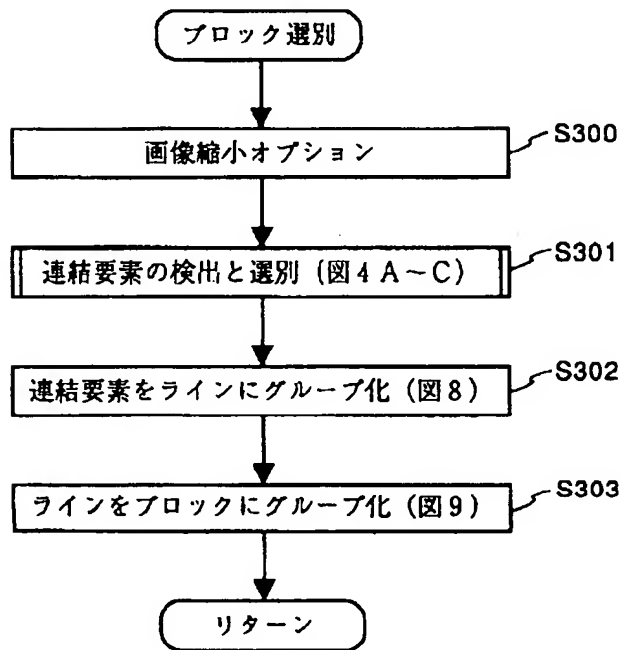 ブロック選別
画像縮小オプション
S300
連結要素の検出と選別(図4A~C)
S301
連結要素をラインにグループ化(図8)
S302
ラインをブロックにグループ化(図9)
S303
リターン